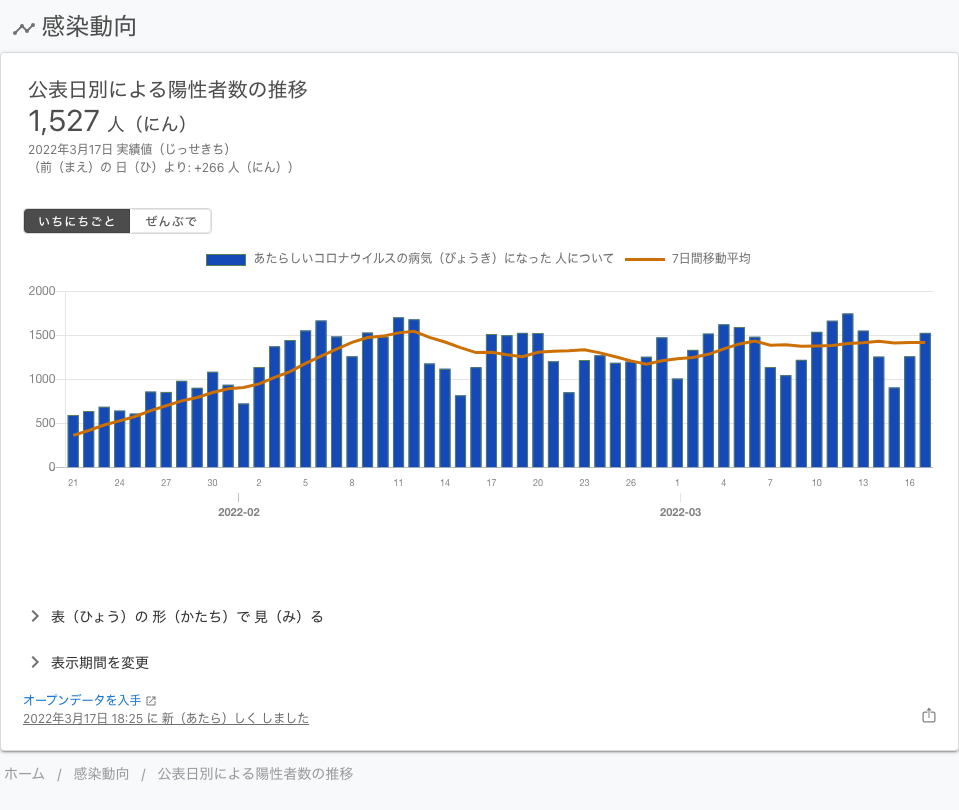 感染動向
公表日別による陽性者数の推移
1,527 人（にん）
2022年3月17日 実績値（じっせきち）
（前（まえ）の 日（ひ）より: +266 人（にん））
いちにちごと ぜんぶで
あたらしいコロナウイルスの病気（びょうき）になった 人について 7日間移動平均
2000
1500
1000
500
0
21 24 27 30 2 5 8 11 14 17 20 23 26 1 4 7 10 13 16
2022-02 2022-03
表（ひょう）の 形（かたち）で 見（み）る
表示期間を変更
オープンデータを入手
2022年3月17日 18:25 に 新（あたら）しく しました
ホーム / 感染動向 / 公表日別による陽性者数の推移